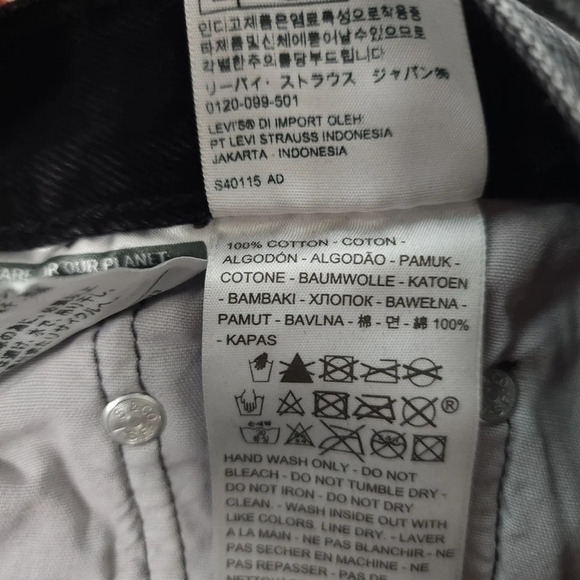 인디고제품은염료특성으로착용중
타제품및신체에묻어날수있으므로
각별한주의를당부드립니다
リーバイ・ストラウス ジャパン㈱
0120-099-501
LEVI'S® DI IMPORT OLEH:
PT LEVI STRAUSS INDONESIA
JAKARTA - INDONESIA
S40115 AD
OUR PLANET
100% COTTON - COTON -
ALGODÓN - ALGODÃO - PAMUK -
COTONE - BAUMWOLLE - KATOEN
- BAMBAKI - ХЛОПОК - BAWEŁNA -
PAMUT - BAVLNA - 棉 - 면 - 綿 100%
- KAPAS
®
HAND WASH ONLY - DO NOT
BLEACH - DO NOT TUMBLE DRY -
DO NOT IRON - DO NOT DRY
CLEAN. - WASH INSIDE OUT WITH
LIKE COLORS. LINE DRY. - LAVER
A LA MAIN - NE PAS BLANCHIR - NE
PAS SECHER EN MACHINE - NE
PAS REPASSER - NE PAS